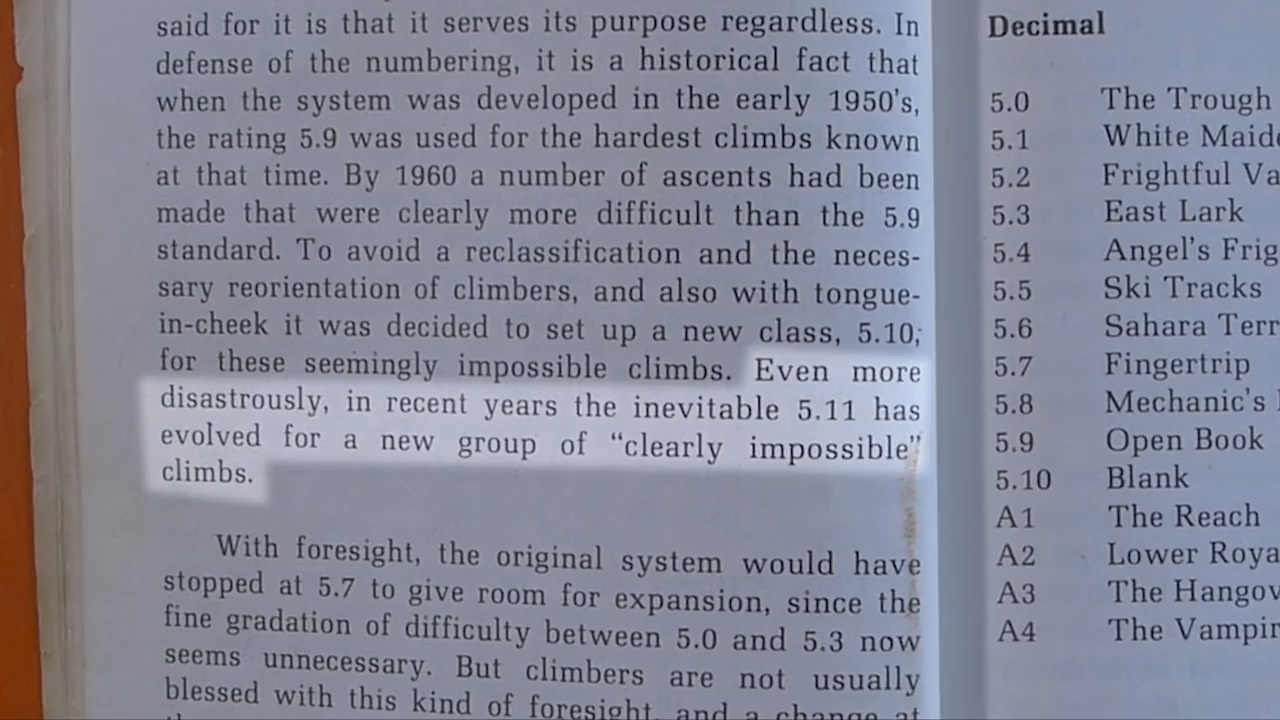 said for it is that it serves its purpose regardless. In
defense of the numbering, it is a historical fact that
when the system was developed in the early 1950's,
the rating 5.9 was used for the hardest climbs known
at that time. By 1960 a number of ascents had been
made that were clearly more difficult than the 5.9
standard. To avoid a reclassification and the neces-
sary reorientation of climbers, and also with tongue-
in-cheek it was decided to set up a new class, 5.10;
for these seemingly impossible climbs. Even more
disastrously, in recent years the inevitable 5.11 has
evolved for a new group of “clearly impossible”
climbs.
With foresight, the original system would have
stopped at 5.7 to give room for expansion, since the
fine gradation of difficulty between 5.0 and 5.3 now
seems unnecessary. But climbers are not usually
blessed with this kind of foresight, and a change at
Decimal
5.0 The Trough
5.1 White
5.2 Frightful
5.3 East Lark
5.4 Angel's
5.5 Ski Tracks
5.6 Sahara
5.7 Fingertrip
5.8 Mechanic's
5.9 Open Book
5.10 Blank
A1 The Reach
A2 Lower
A3 The
A4 The